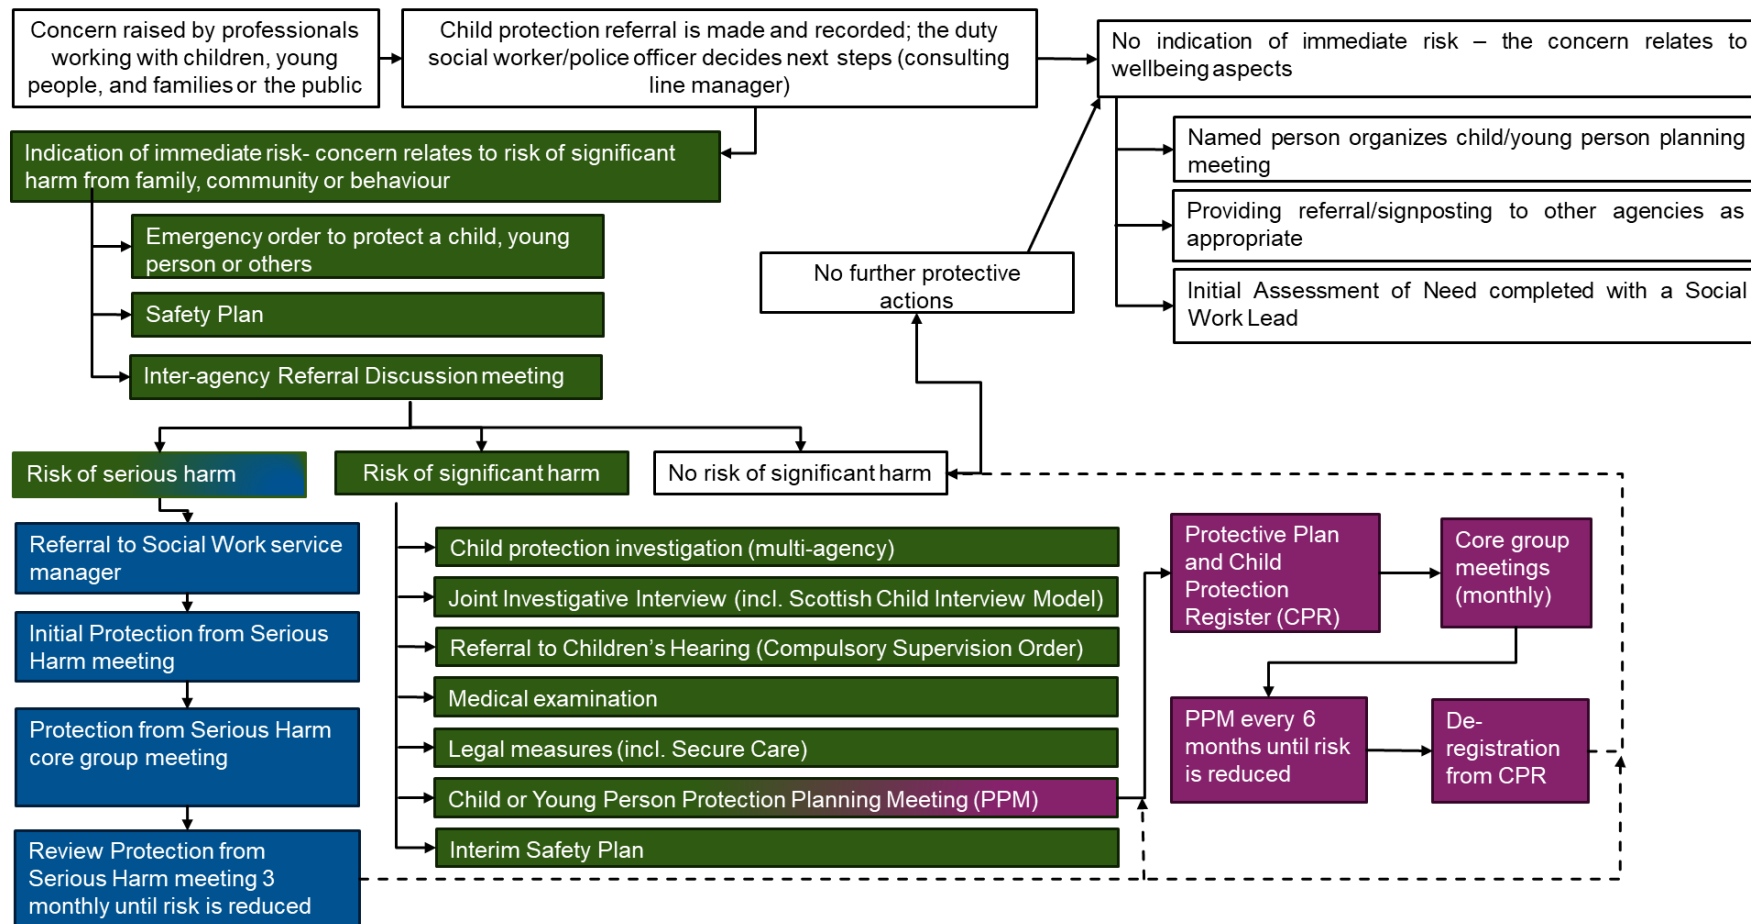 Concern raised by professionals
working with children, young
people, and families or the public
Child protection referral is made and recorded; the duty
social worker/police officer decides next steps (consulting
line manager)
No indication of immediate risk – the concern relates to
wellbeing aspects
Named person organizes child/young person planning
meeting
Providing referral/signposting to other agencies as
appropriate
Initial Assessment of Need completed with a Social
Work Lead
Indication of immediate risk- concern relates to risk of significant
harm from family, community or behaviour
Emergency order to protect a child, young
person or others
Safety Plan
Inter-agency Referral Discussion meeting
No further protective
actions
Risk of serious harm
Risk of significant harm
No risk of significant harm
Referral to Social Work service
manager
Initial Protection from Serious
Harm meeting
Protection from Serious Harm
core group meeting
Review Protection from
Serious Harm meeting 3
monthly until risk is reduced
Child protection investigation (multi-agency)
Joint Investigative Interview (incl. Scottish Child Interview Model)
Referral to Children’s Hearing (Compulsory Supervision Order)
Medical examination
Legal measures (incl. Secure Care)
Child or Young Person Protection Planning Meeting (PPM)
Interim Safety Plan
Protective Plan
and Child
Protection
Register (CPR)
Core group
meetings
(monthly)
PPM every 6
months until risk
is reduced
De-
registration
from CPR